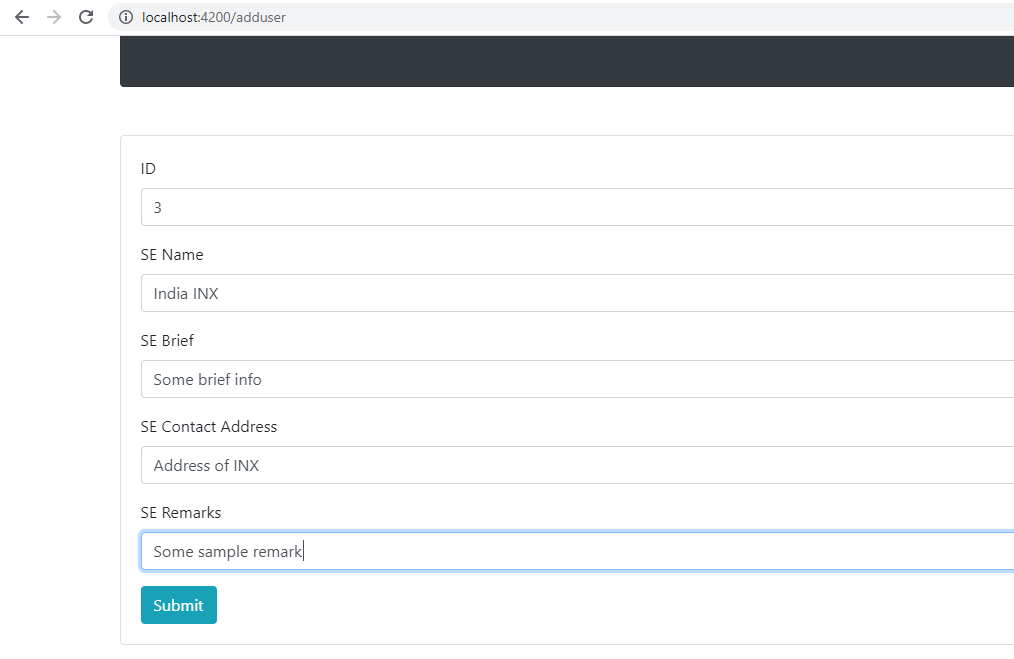 localhost:4200/adduser
ID
3
SE Name
India INX
SE Brief
Some brief info
SE Contact Address
Address of INX
SE Remarks
Some sample remark
Submit